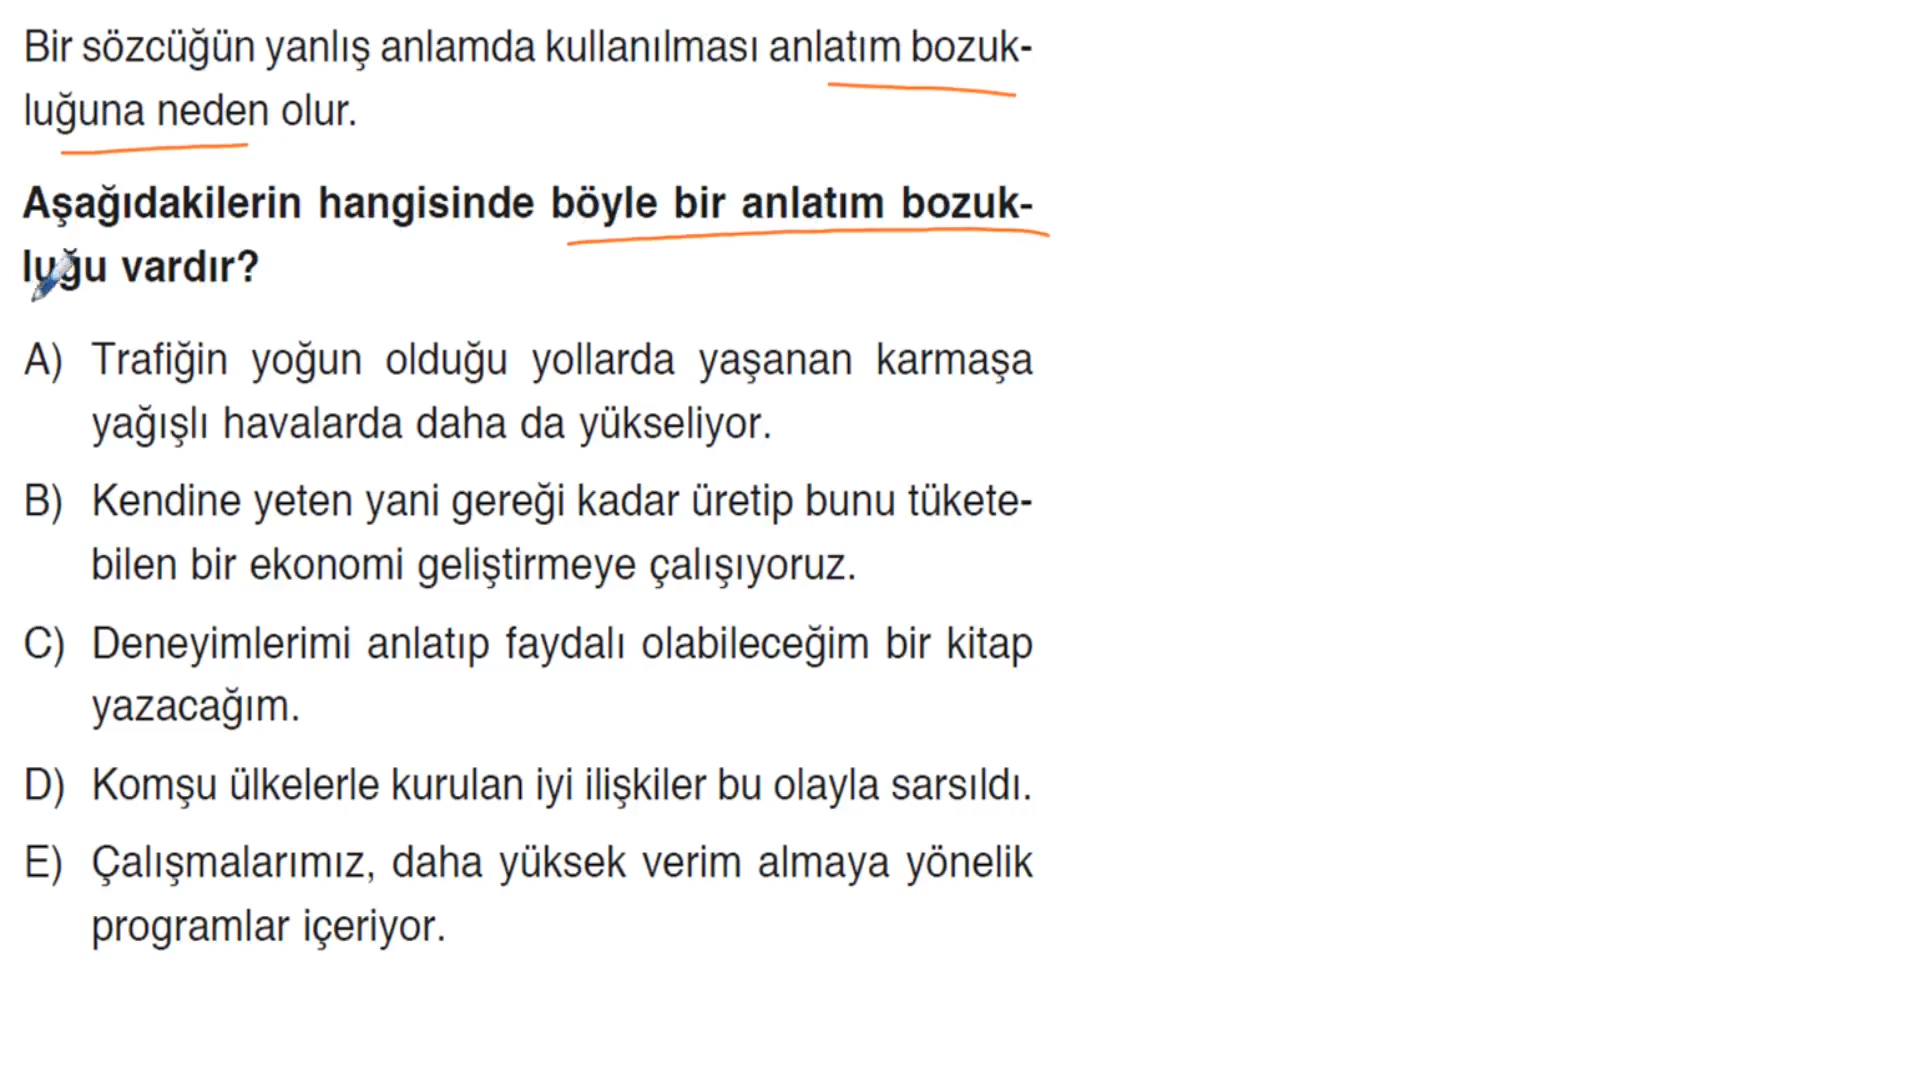 Bir sözcüğün yanlış anlamda kullanılması anlatım bozuk-
luğuna neden olur.
Aşağıdakilerin hangisinde böyle bir anlatım bozuk-
luğu vardır?
A) Trafiğin yoğun olduğu yollarda yaşanan karmaşa
yağışlı havalarda daha da yükseliyor.
B) Kendine yeten yani gereği kadar üretip bunu tükete-
bilen bir ekonomi geliştirmeye çalışıyoruz.
C) Deneyimlerimi anlatıp faydalı olabileceğim bir kitap
yazacağım.
D) Komşu ülkelerle kurulan iyi ilişkiler bu olayla sarsıldı.
E) Çalışmalarımız, daha yüksek verim almaya yönelik
programlar içeriyor.